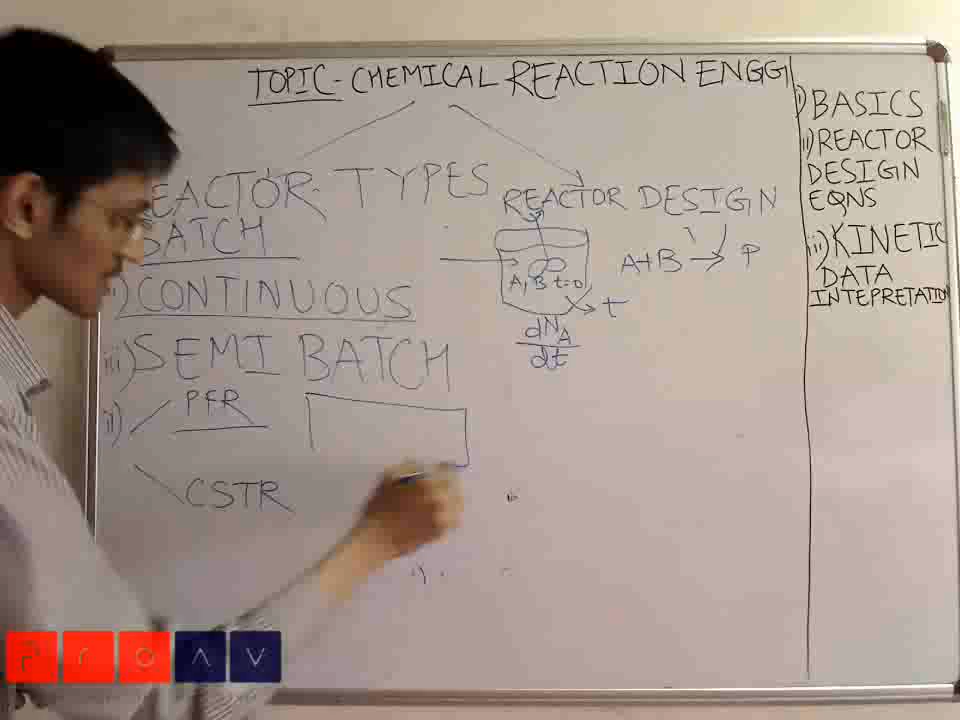 TOPIC-CHEMICAL REACTION ENGG
REACTOR TYPES
BATCH
CONTINUOUS
iii) SEMI BATCH
ii) PFR
CSTR
REACTOR DESIGN
A, B t=0
t
dNA
dt
A+B → P
i) BASICS
ii) REACTOR
DESIGN
EQNS
iii) KINETIC
DATA
INTEPRETATION
Proav